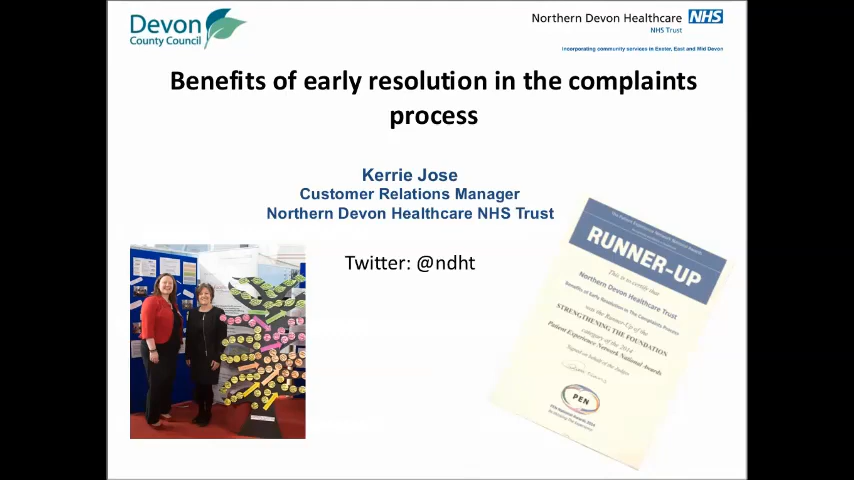 Devon
County Council
Northern Devon Healthcare NHS
NHS Trust
Incorporating community services in Exeter, East and Mid Devon
Benefits of early resolution in the complaints
process
Kerrie Jose
Customer Relations Manager
Northern Devon Healthcare NHS Trust
Twitter: @ndht
RUNNER-UP
This is to certify that
Northern Devon Healthcare Trust
Benefits of Early Resolution in The Complaints Process
was the Runner-Up of the
STRENGTHENING THE FOUNDATION
category of the 2014
Patient Experience Network National Awards
Signed on behalf of the Judges
PEN